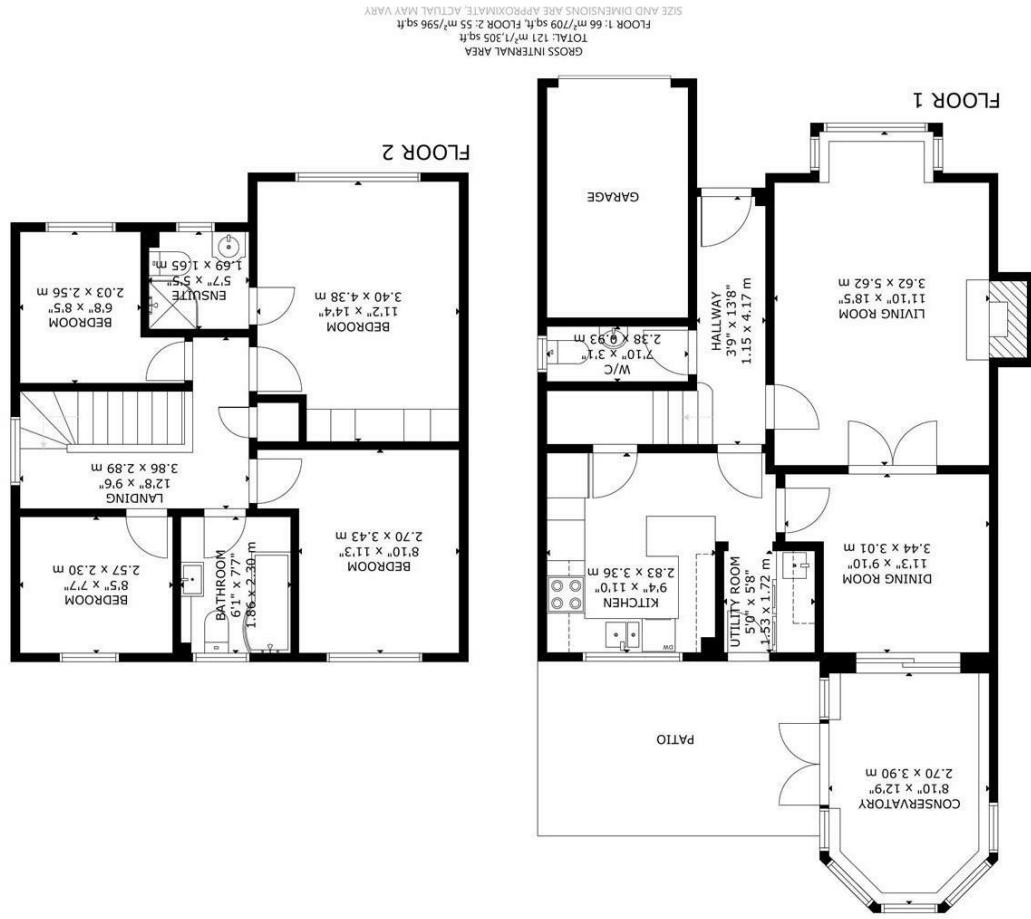 PATIO
CONSERVATORY
8'10" x 12'9"
2.70 x 3.90 m
KITCHEN
9'4" x 11'0"
2.83 x 3.36 m
UTILITY ROOM
5'0" x 5'8"
1.53 x 1.72 m
DINING ROOM
11'3" x 9'10"
3.44 x 3.01 m
DW
W/C
7'10" x 3'1"
2.38 x 0.93 m
HALLWAY
3'9" x 13'8"
1.15 x 4.17 m
LIVING ROOM
11'10" x 18'5"
3.62 x 5.62 m
GARAGE
FLOOR 1
BEDROOM
8'10" x 11'3"
2.70 x 3.43 m
BATHROOM
6'1" x 7'7"
1.86 x 2.30 m
BEDROOM
8'5" x 7'7"
2.57 x 2.30 m
LANDING
12'8" x 9'6"
3.86 x 2.89 m
BEDROOM
11'2" x 14'4"
3.40 x 4.38 m
ENSUITE
5'7" x 5'5"
1.69 x 1.65 m
BEDROOM
6'8" x 8'5"
2.03 x 2.56 m
FLOOR 2
GROSS INTERNAL AREA
TOTAL: 121 m²/1,305 sq.ft
FLOOR 1: 66 m²/709 sq.ft, FLOOR 2: 55 m²/596 sq.ft
SIZE AND DIMENSIONS ARE APPROXIMATE, ACTUAL MAY VARY